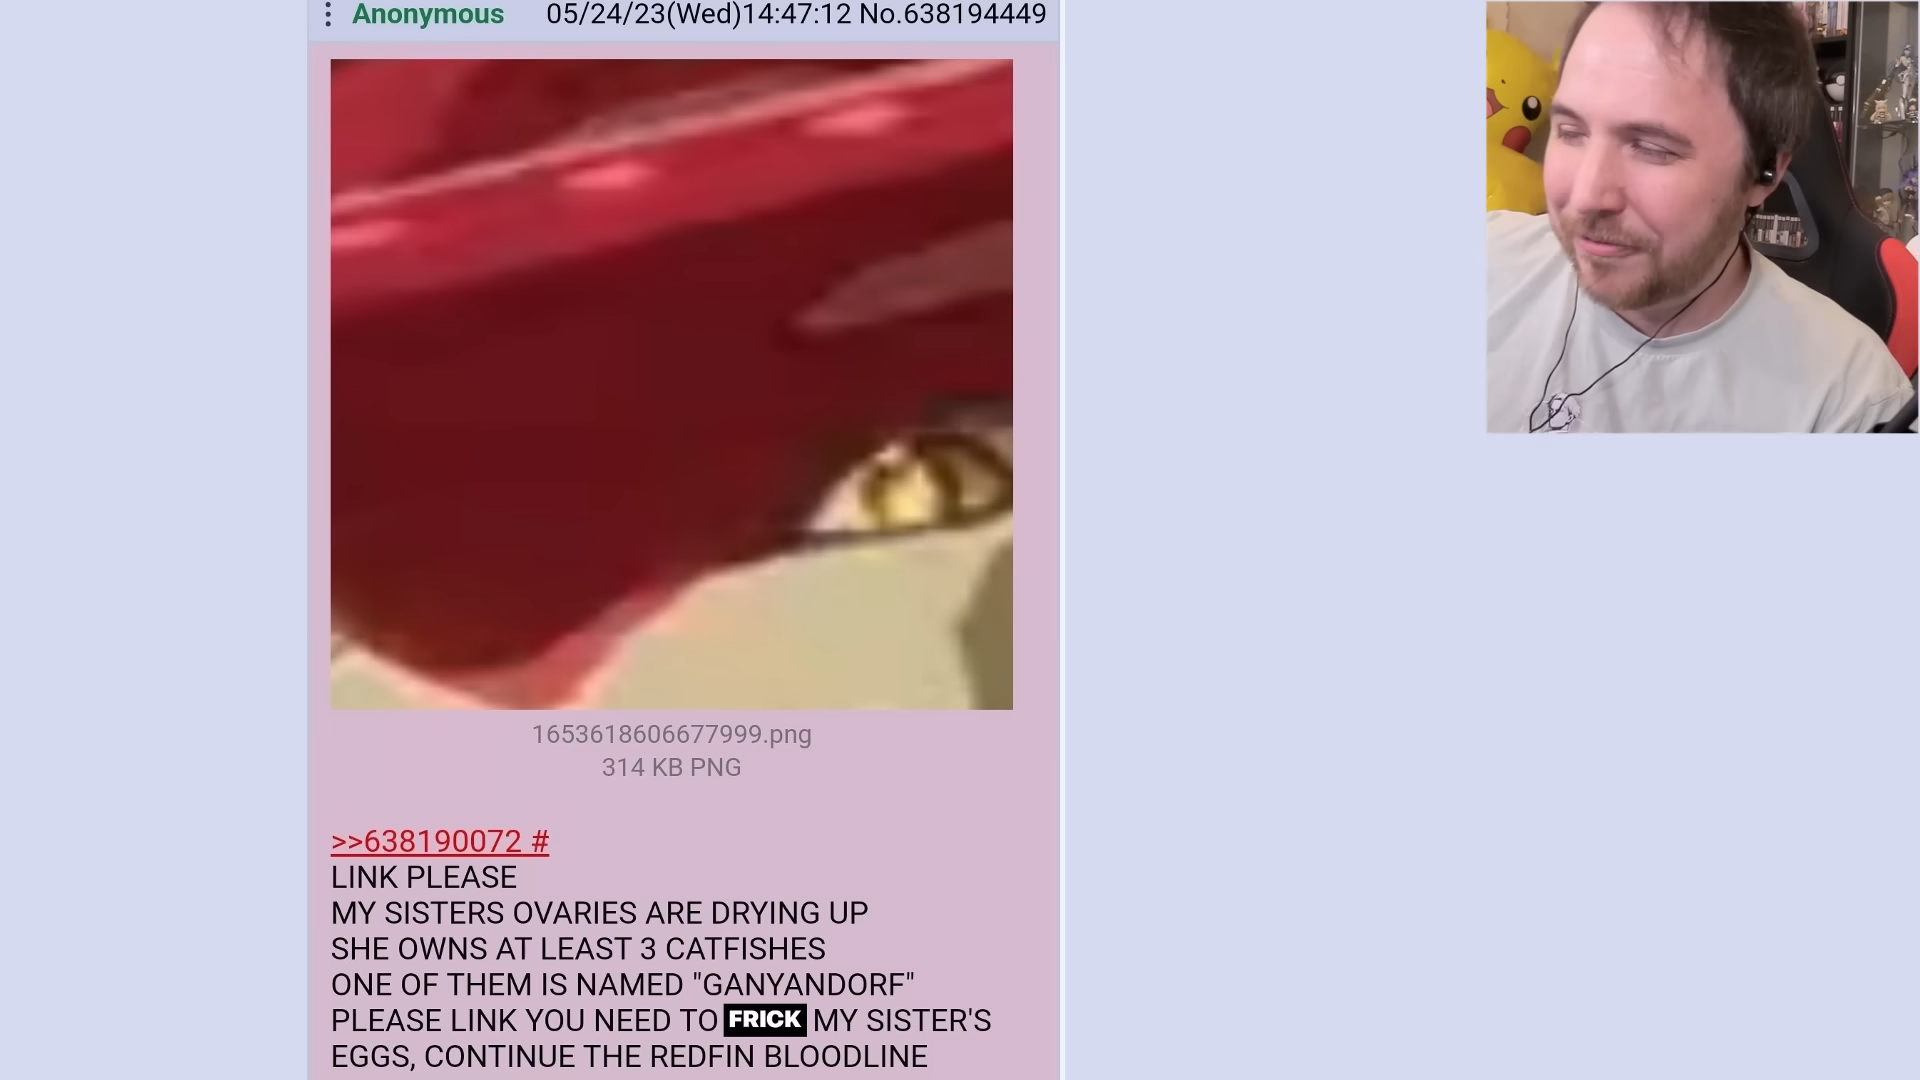 Anonymous 05/24/23(Wed)14:47:12 No.638194449
1653618606677999.png
314 KB PNG
>>638190072 #
LINK PLEASE
MY SISTERS OVARIES ARE DRYING UP
SHE OWNS AT LEAST 3 CATFISHES
ONE OF THEM IS NAMED "GANYANDORF"
PLEASE LINK YOU NEED TO FRICK MY SISTER'S
EGGS, CONTINUE THE REDFIN BLOODLINE